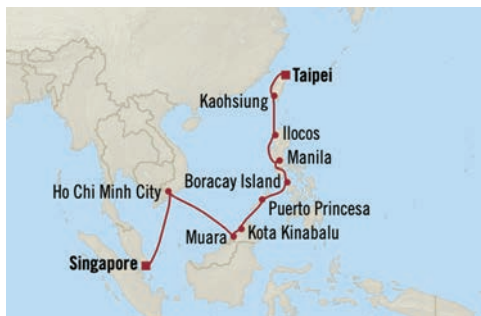 Taipei
Kaohsiung
Ilocos
Manila
Boracay Island
Ho Chi Minh City
Puerto Princesa
Muara
Kota Kinabalu
Singapore